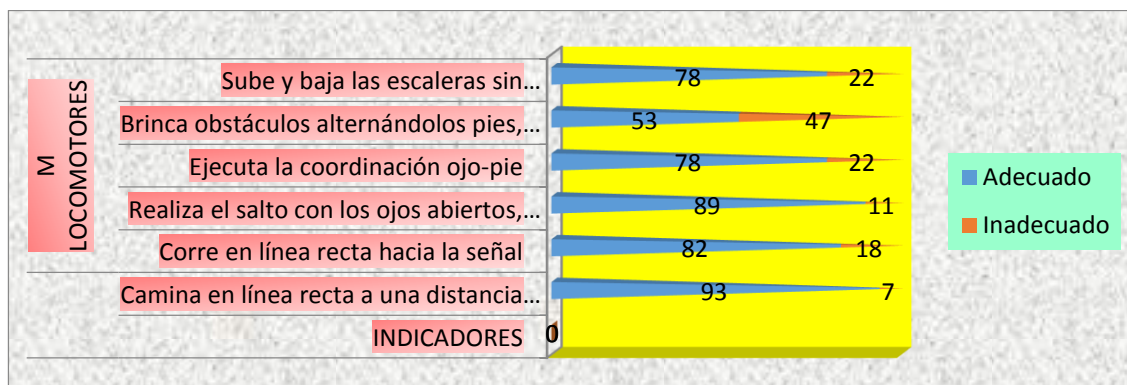 M
LOCOMOTORES
Sube y baja las escaleras sin...
78 22
Brinca obstáculos alternándolos pies,...
53 47
Ejecuta la coordinación ojo-pie
78 22
Realiza el salto con los ojos abiertos,...
89 11
Corre en línea recta hacia la señal
82 18
Camina en línea recta a una distancia...
93 7
INDICADORES
0
Adecuado
Inadecuado